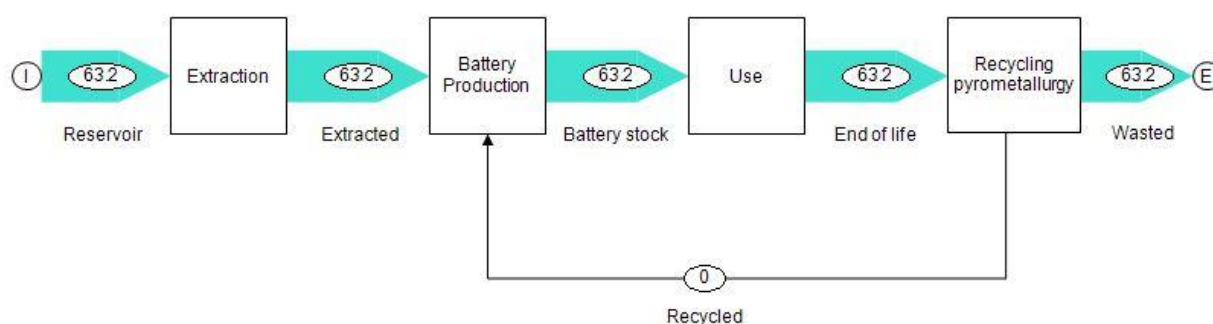 I
63.2
Extraction
63.2
Battery
Production
63.2
Use
63.2
Recycling
pyrometallurgy
63.2
E
Reservoir
Extracted
Battery stock
End of life
Wasted
0
Recycled